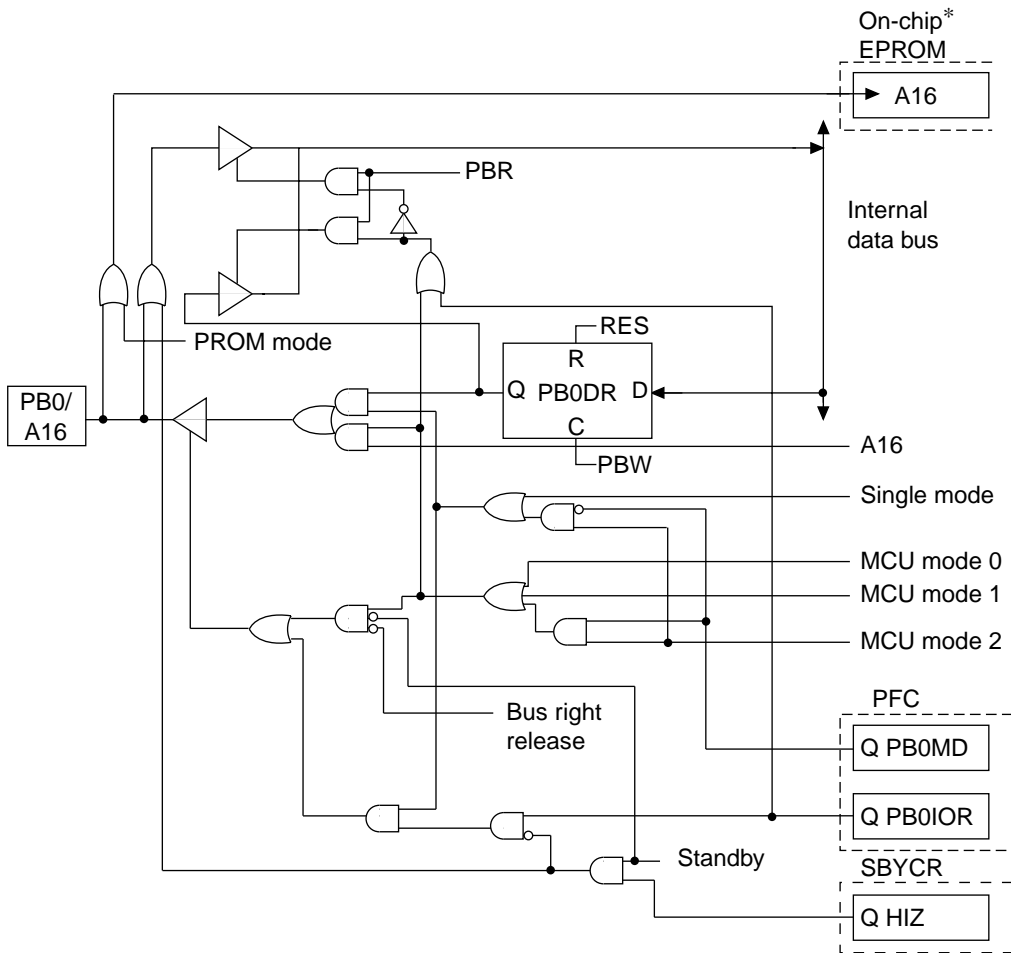 On-chip*
EPROM
A16
PBR
Internal
data bus
PROM mode
RES
R
Q PB0DR D
C
PBW
PB0/
A16
A16
Single mode
MCU mode 0
MCU mode 1
MCU mode 2
Bus right
release
PFC
Q PB0MD
Q PB0IOR
Standby
SBYCR
Q HIZ